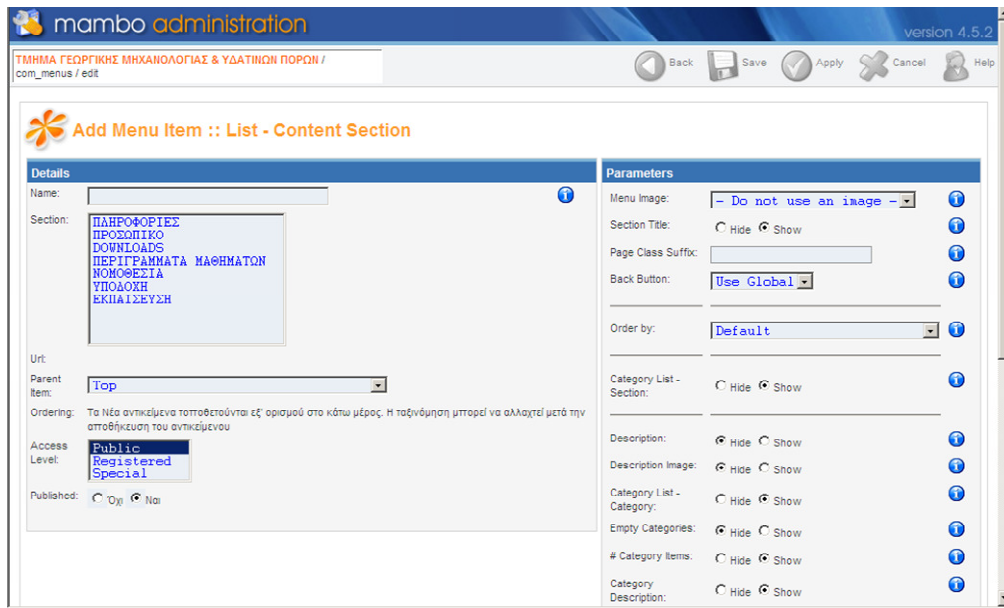 mambo administration
version 4.5.2
ΤΜΗΜΑ ΓΕΩΡΓΙΚΗΣ ΜΗΧΑΝΟΛΟΓΙΑΣ & ΥΔΑΤΙΝΩΝ ΠΟΡΩΝ /
com_menus / edit
Back Save Apply Cancel Help
Add Menu Item :: List - Content Section
Details
Name:
Section:
ΠΛΗΡΟΦΟΡΙΕΣ
ΠΡΟΣΩΠΙΚΟ
DOWNLOADS
ΠΕΡΙΓΡΑΜΜΑΤΑ ΜΑΘΗΜΑΤΩΝ
ΝΟΜΟΘΕΣΙΑ
ΥΠΟΔΟΧΗ
ΕΚΠΑΙΣΕΥΣΗ
Url:
Parent
Item:
Top
Ordering: Τα Νέα αντικείμενα τοποθετούνται εξ' ορισμού στο κάτω μέρος. Η ταξινόμηση μπορεί να αλλαχτεί μετά την
αποθήκευση του αντικείμενου
Access
Level:
Public
Registered
Special
Published: Όχι Ναι
Parameters
Menu Image: - Do not use an image -
Section Title: Hide Show
Page Class Suffix:
Back Button: Use Global
Order by: Default
Category List -
Section:
Hide Show
Description: Hide Show
Description Image: Hide Show
Category List -
Category:
Hide Show
Empty Categories: Hide Show
# Category Items: Hide Show
Category
Description:
Hide Show